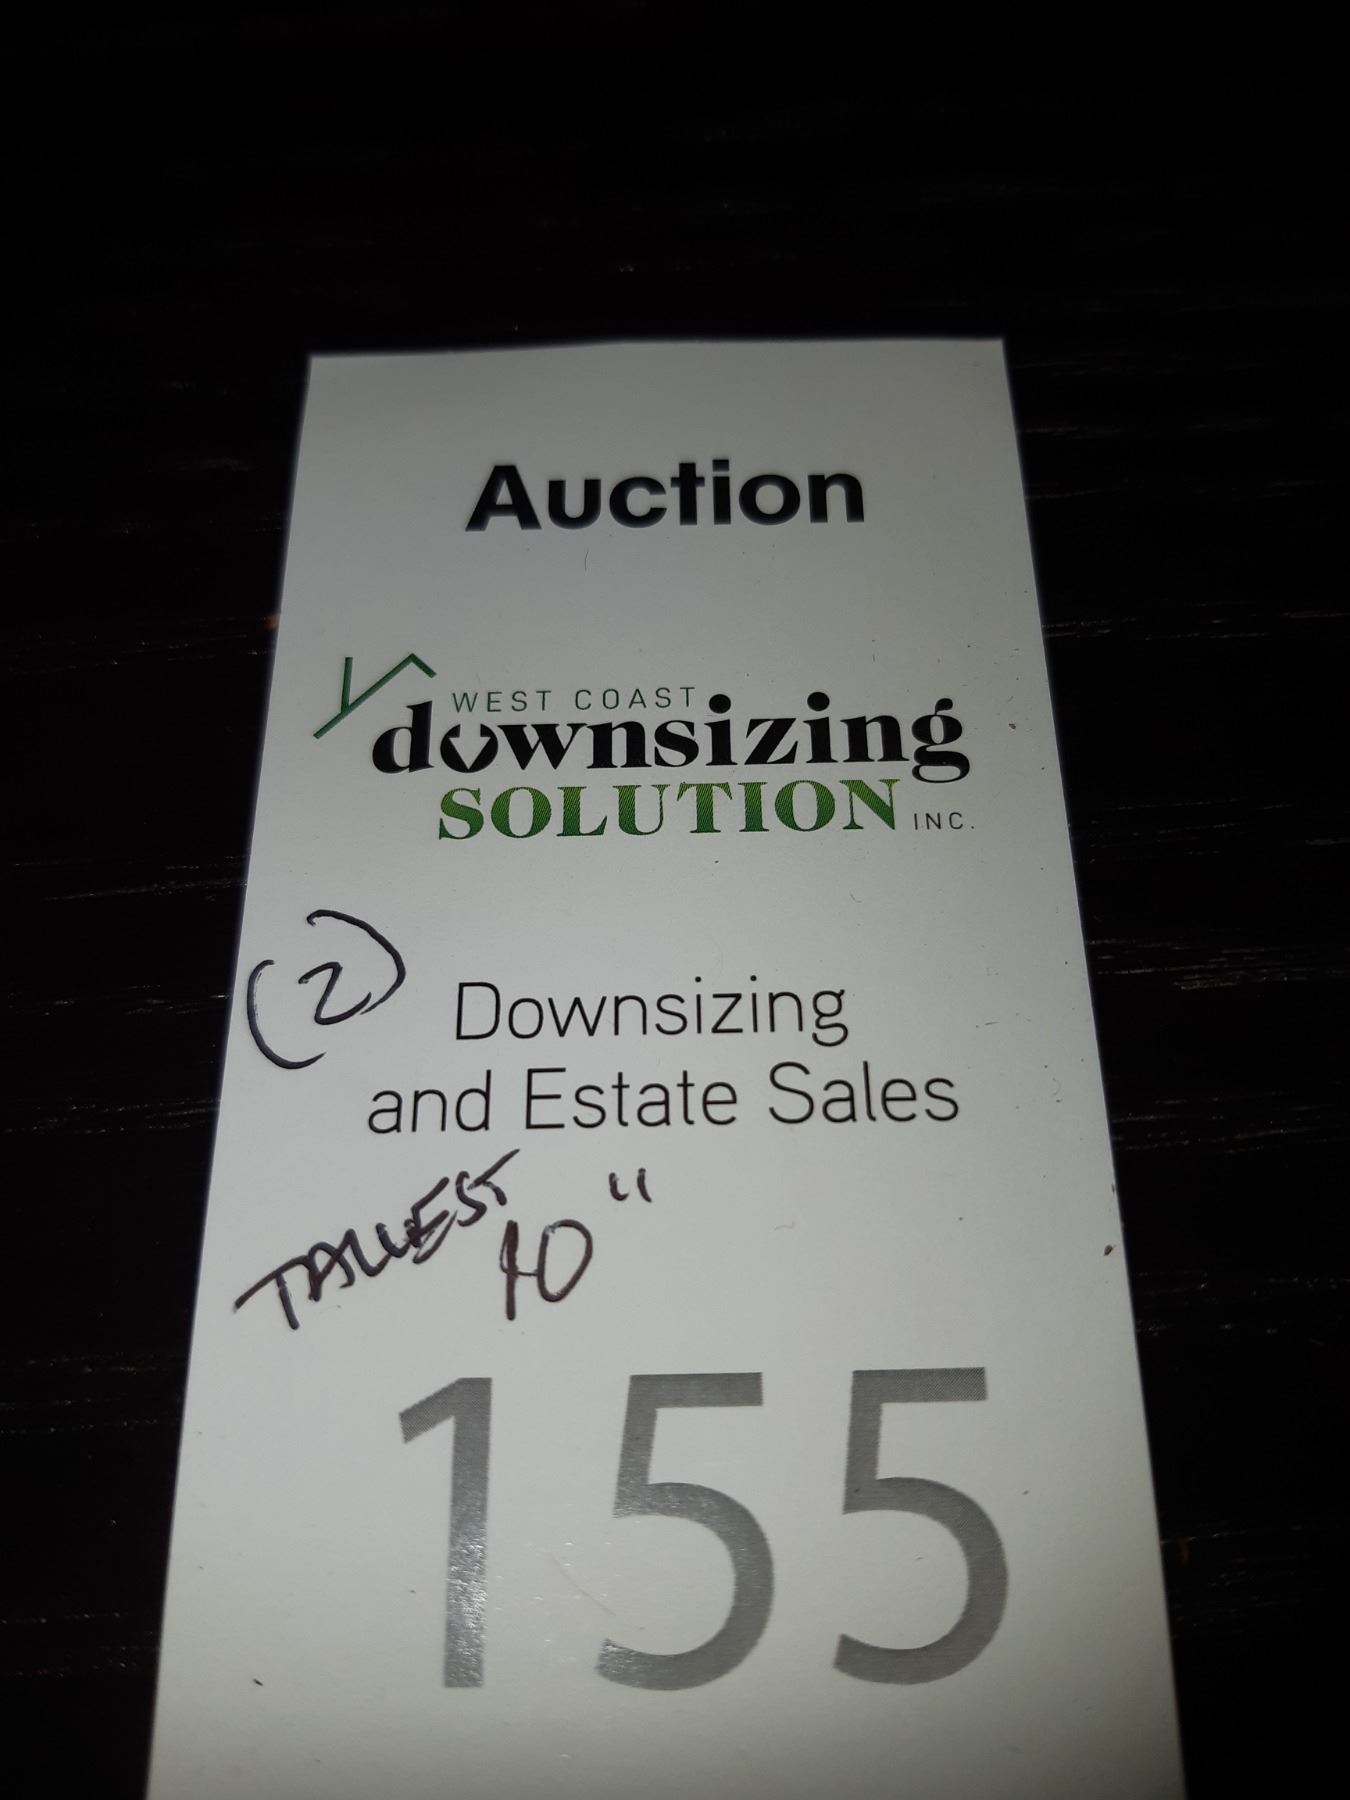 Auction
WEST COAST
downsizing
SOLUTION INC.
(2)
Downsizing
and Estate Sales
TALLEST 10"
155